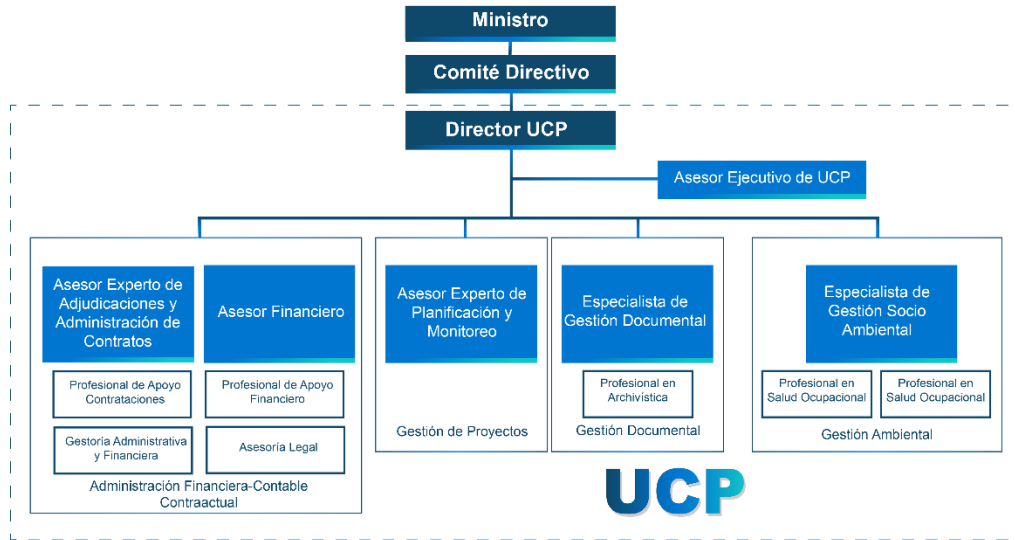 Ministro
Comité Directivo
Director UCP
Asesor Ejecutivo de UCP
Asesor Experto de
Adjudicaciones y
Administración de
Contratos
Asesor Financiero
Profesional de Apoyo
Contrataciones
Profesional de Apoyo
Financiero
Gestoría Administrativa
y Financiera
Asesoría Legal
Administración Financiera-Contable
Contraactual
Asesor Experto de
Planificación y
Monitoreo
Gestión de Proyectos
Especialista de
Gestión Documental
Profesional en
Archivística
Gestión Documental
Especialista de
Gestión Socio
Ambiental
Profesional en
Salud Ocupacional
Profesional en
Salud Ocupacional
Gestión Ambiental
UCP